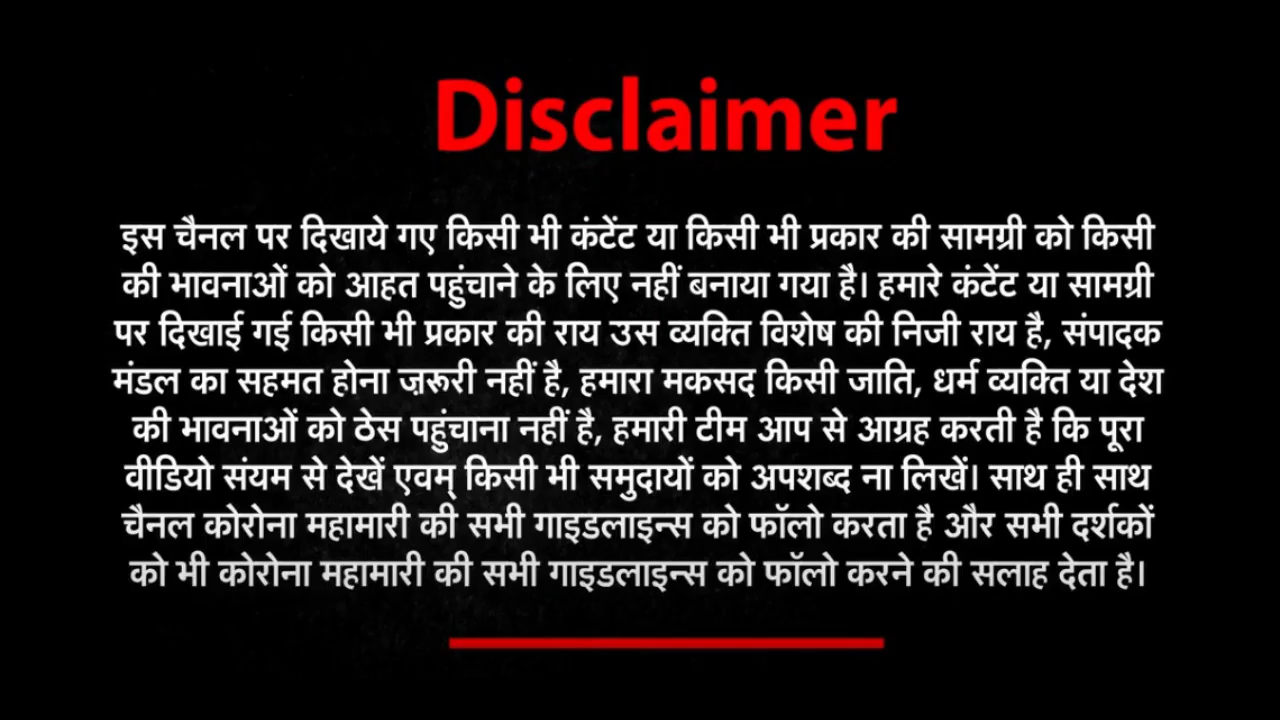 Disclaimer
इस चैनल पर दिखाये गए किसी भी कंटेंट या किसी भी प्रकार की सामग्री को किसी
की भावनाओं को आहत पहुंचाने के लिए नहीं बनाया गया है। हमारे कंटेंट या सामग्री
पर दिखाई गई किसी भी प्रकार की राय उस व्यक्ति विशेष की निजी राय है, संपादक
मंडल का सहमत होना ज़रूरी नहीं है, हमारा मकसद किसी जाति, धर्म व्यक्ति या देश
की भावनाओं को ठेस पहुंचाना नहीं है, हमारी टीम आप से आग्रह करती है कि पूरा
वीडियो संयम से देखें एवम् किसी भी समुदायों को अपशब्द ना लिखें। साथ ही साथ
चैनल कोरोना महामारी की सभी गाइडलाइन्स को फॉलो करता है और सभी दर्शकों
को भी कोरोना महामारी की सभी गाइडलाइन्स को फॉलो करने की सलाह देता है।